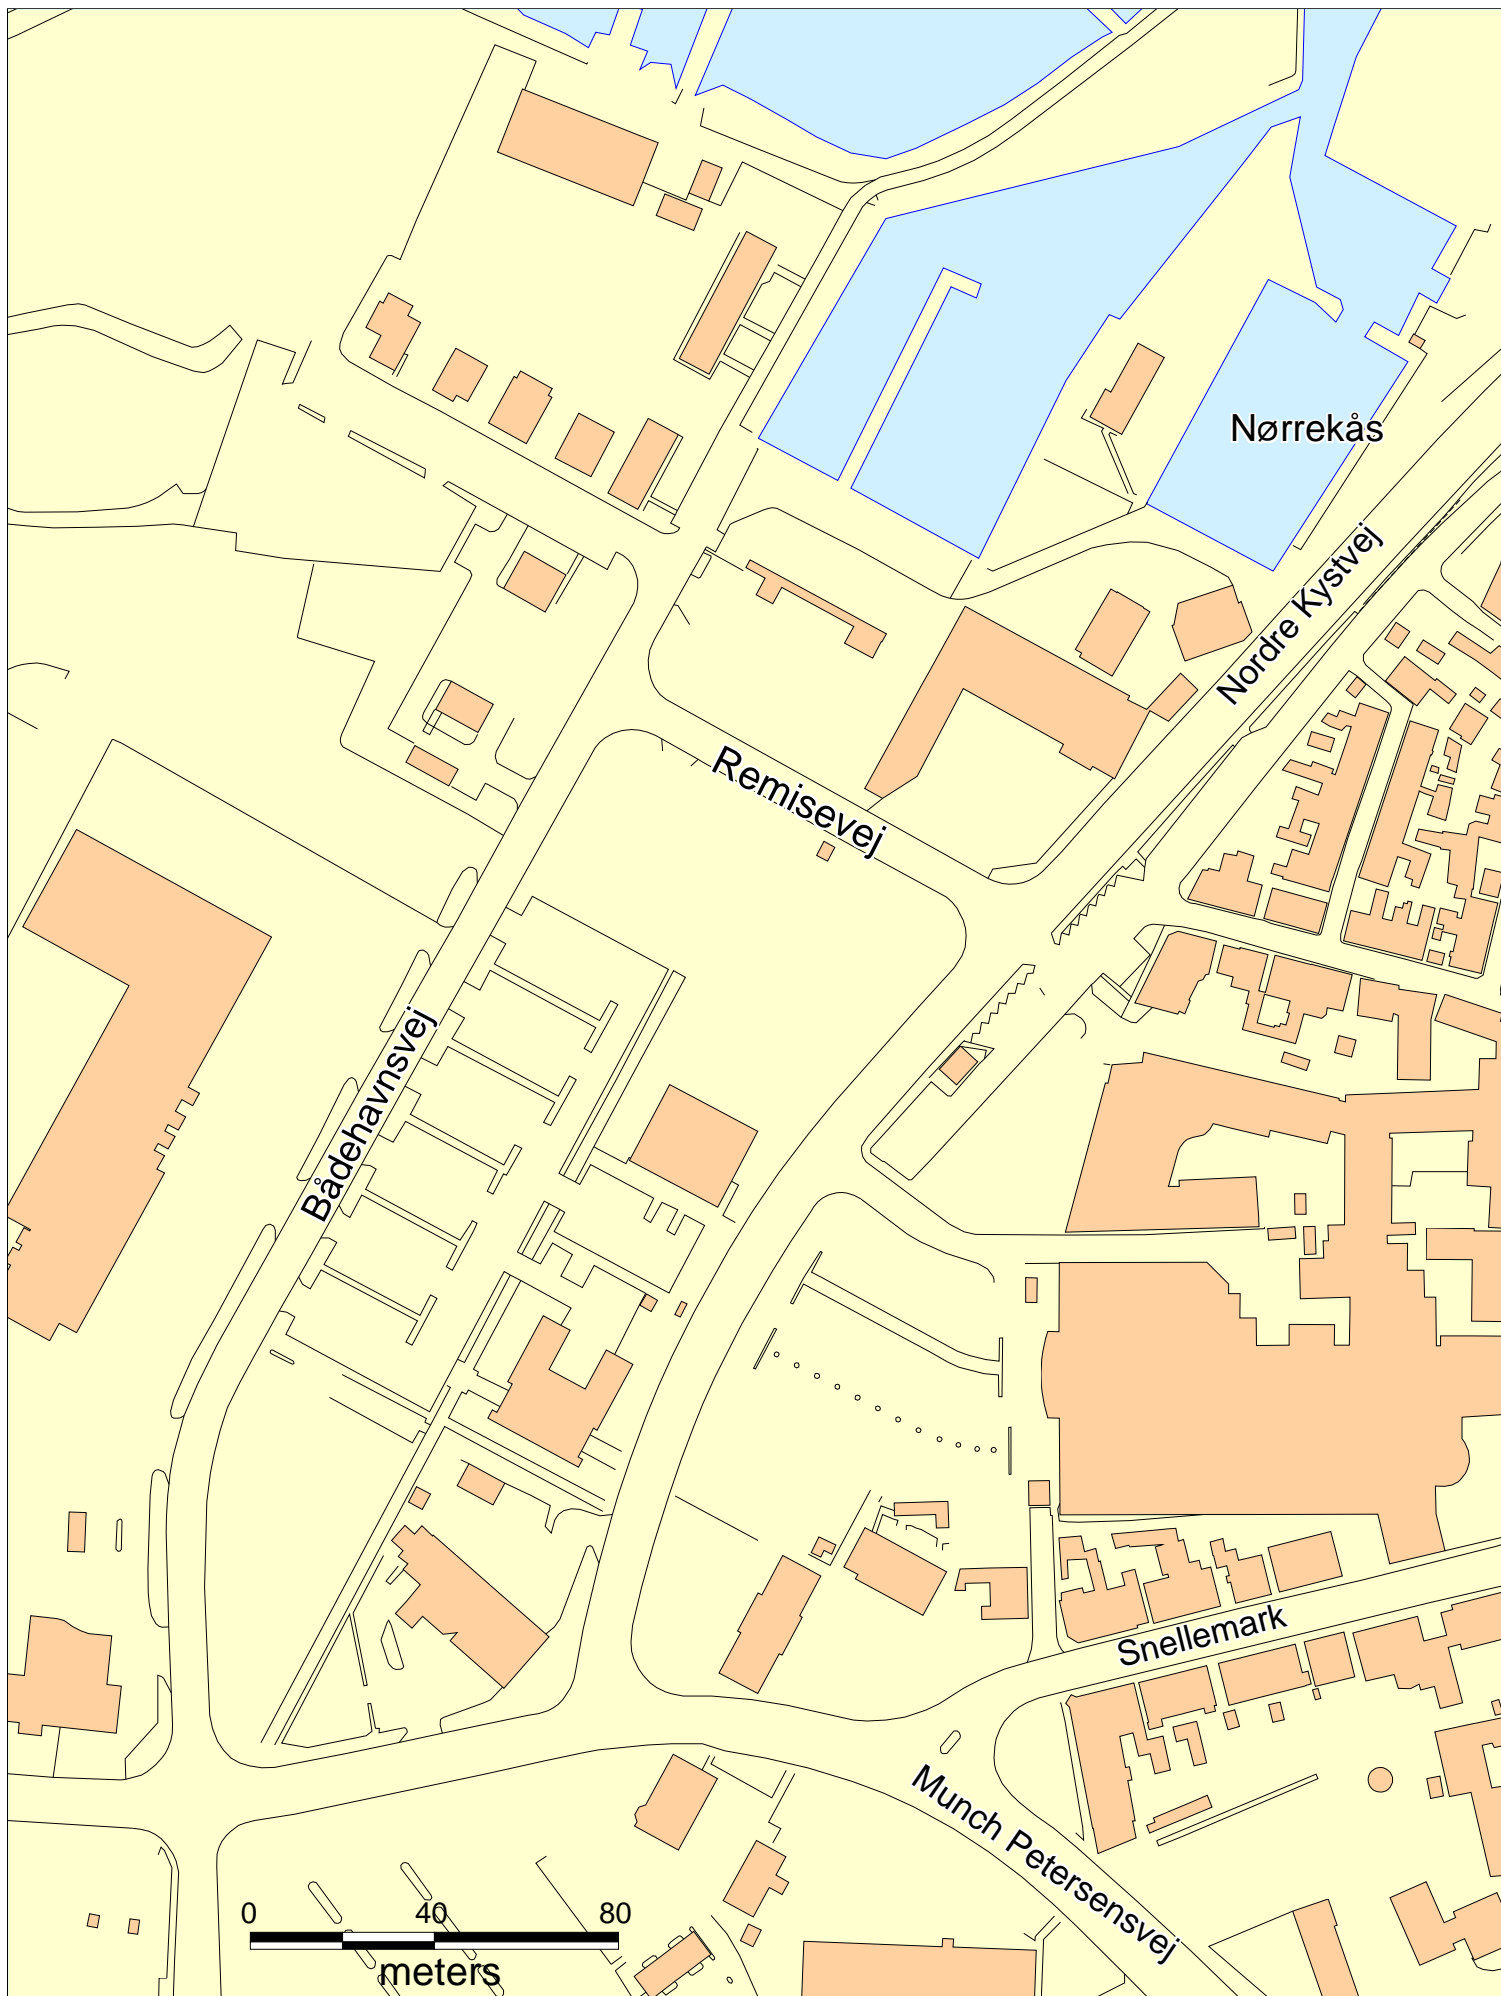 Nørrekås
Nordre Kystvej
Remisevej
Bådehavnsvej
Snellemark
Munch Petersensvej
0 40 80
meters